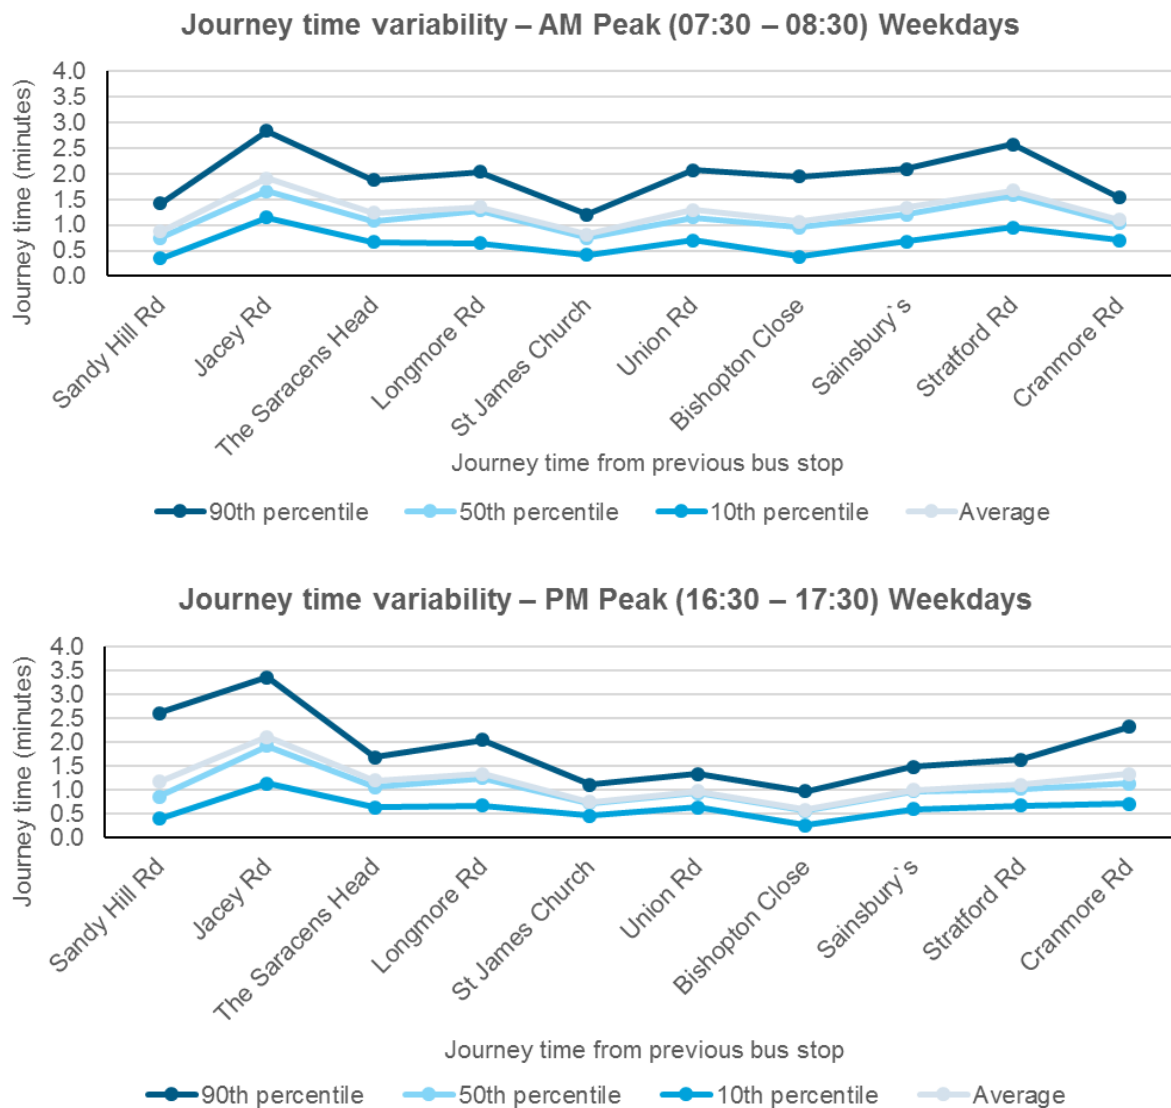 Journey time variability – AM Peak (07:30 – 08:30) Weekdays
Journey time (minutes)
4.0
3.5
3.0
2.5
2.0
1.5
1.0
0.5
0.0
Sandy Hill Rd
Jacey Rd
The Saracens Head
Longmore Rd
St James Church
Union Rd
Bishopton Close
Sainsbury`s
Stratford Rd
Cranmore Rd
Journey time from previous bus stop
90th percentile 50th percentile 10th percentile Average
Journey time variability – PM Peak (16:30 – 17:30) Weekdays
Journey time (minutes)
4.0
3.5
3.0
2.5
2.0
1.5
1.0
0.5
0.0
Sandy Hill Rd
Jacey Rd
The Saracens Head
Longmore Rd
St James Church
Union Rd
Bishopton Close
Sainsbury`s
Stratford Rd
Cranmore Rd
Journey time from previous bus stop
90th percentile 50th percentile 10th percentile Average